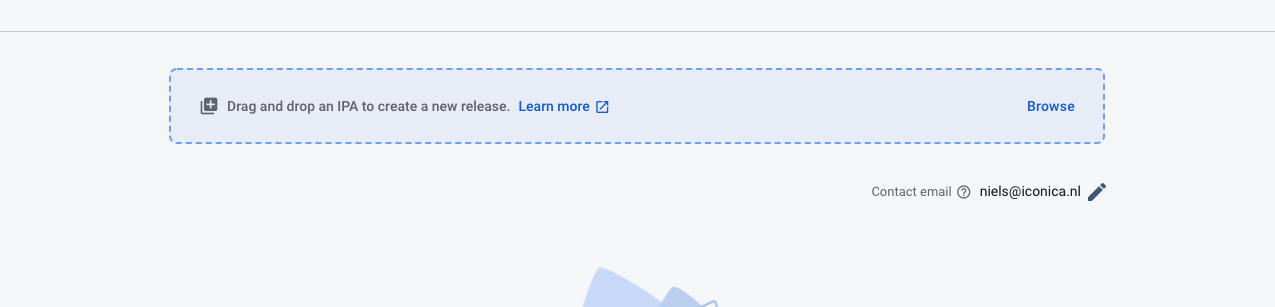 Drag and drop an IPA to create a new release. Learn more Browse
Contact email niels@iconica.nl